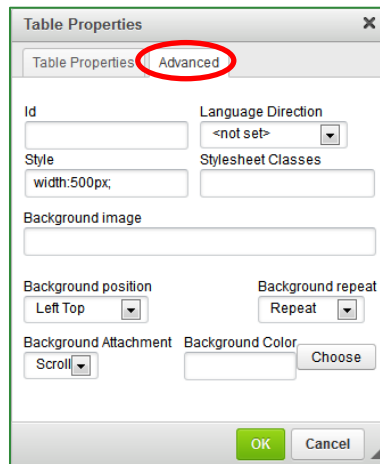 Table Properties
Table Properties Advanced
Id Language Direction
<not set>
Style Stylesheet Classes
width:500px;
Background image
Background position Background repeat
Left Top Repeat
Background Attachment Background Color
Scroll Choose
OK Cancel